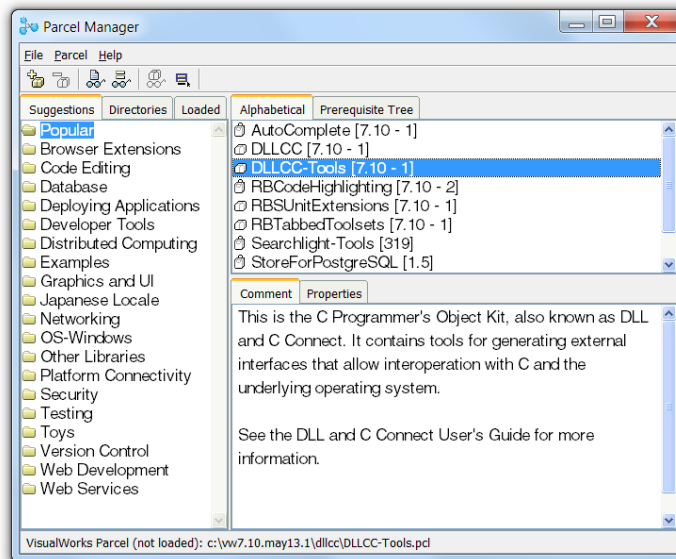 Parcel Manager
File Parcel Help
Suggestions Directories Loaded
Popular
Browser Extensions
Code Editing
Database
Deploying Applications
Developer Tools
Distributed Computing
Examples
Graphics and UI
Japanese Locale
Networking
OS-Windows
Other Libraries
Platform Connectivity
Security
Testing
Toys
Version Control
Web Development
Web Services
Alphabetical Prerequisite Tree
AutoComplete [7.10 - 1]
DLLCC [7.10 - 1]
DLLCC-Tools [7.10 - 1]
RBCodeHighlighting [7.10 - 2]
RBSUnitExtensions [7.10 - 1]
RBTabbedToolsets [7.10 - 1]
Searchlight-Tools [319]
StoreForPostgreSQL [1.5]
Comment Properties
This is the C Programmer's Object Kit, also known as DLL
and C Connect. It contains tools for generating external
interfaces that allow interoperation with C and the
underlying operating system.
See the DLL and C Connect User's Guide for more
information.
VisualWorks Parcel (not loaded): c:\vw7.10.may13.1\dllcc\DLLCC-Tools.pcl